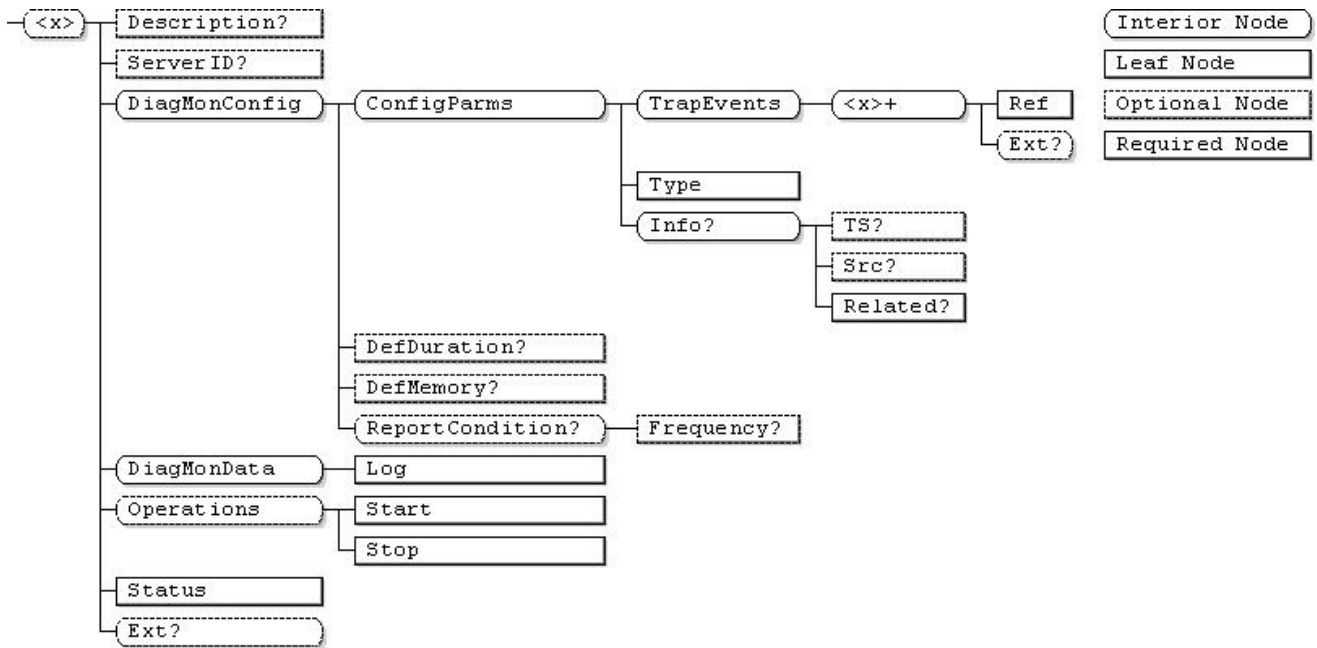 <x>
Description?
ServerID?
DiagMonConfig
ConfigParms
TrapEvents
<x>+
Ref
Ext?
Type
Info?
TS?
Src?
Related?
DefDuration?
DefMemory?
ReportCondition?
Frequency?
DiagMonData
Log
Operations
Start
Stop
Status
Ext?
Interior Node
Leaf Node
Optional Node
Required Node